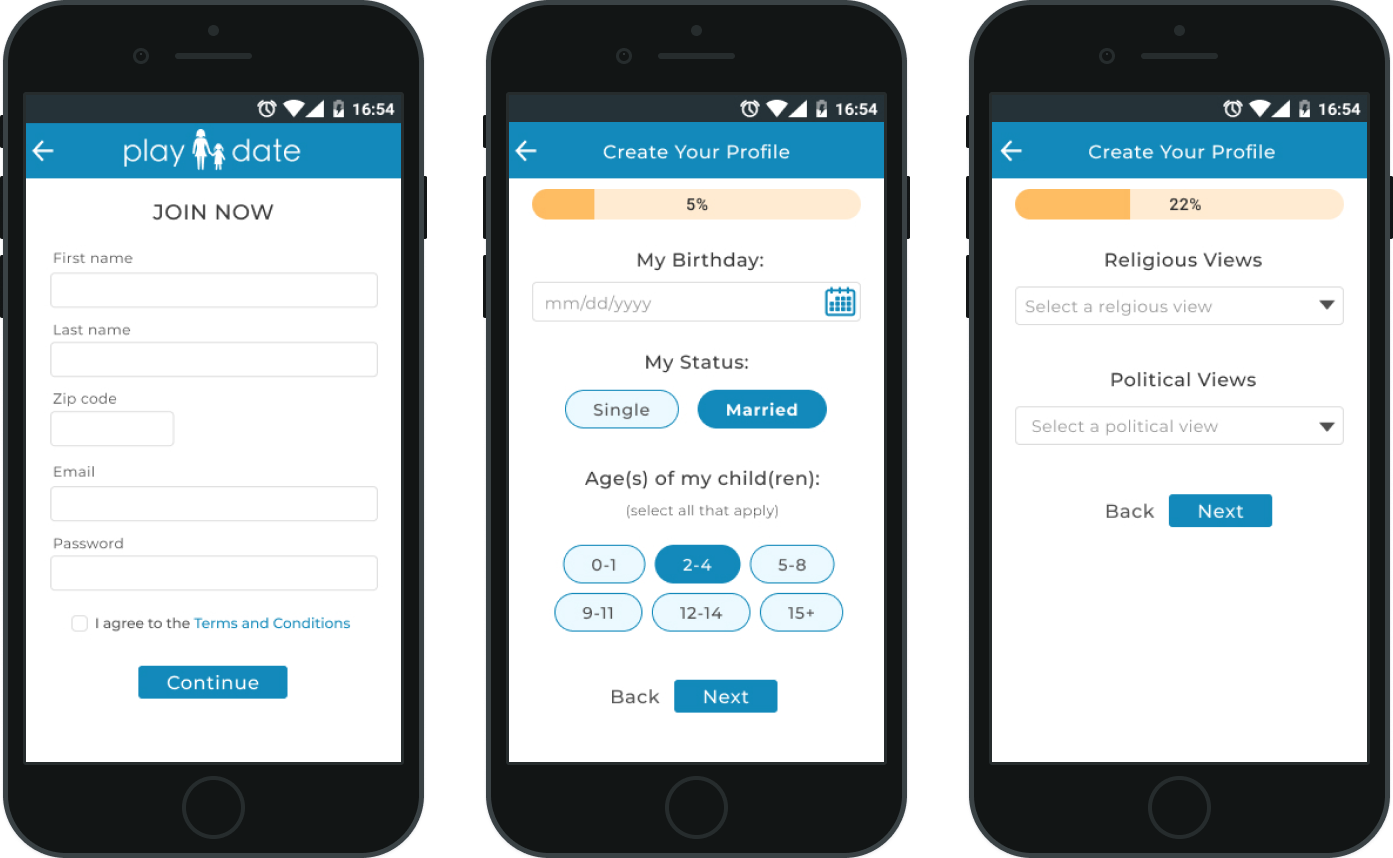 16:54
play date
JOIN NOW
First name
Last name
Zip code
Email
Password
I agree to the Terms and Conditions
Continue
16:54
Create Your Profile
5%
My Birthday:
mm/dd/yyyy
My Status:
Single Married
Age(s) of my child(ren):
(select all that apply)
0-1 2-4 5-8
9-11 12-14 15+
Back Next
16:54
Create Your Profile
22%
Religious Views
Select a relgious view
Political Views
Select a political view
Back Next